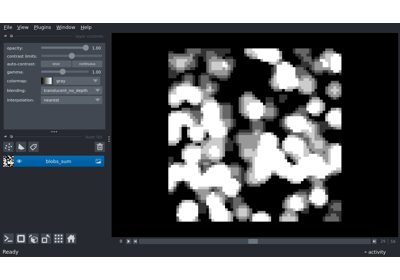 File View Plugins Window Help
opacity: 1.00
contrast limits:
auto-contrast: once continuous
gamma: 1.00
colormap: gray
blending: translucent_no_depth
interpolation: nearest
blobs_sum
Ready
activity